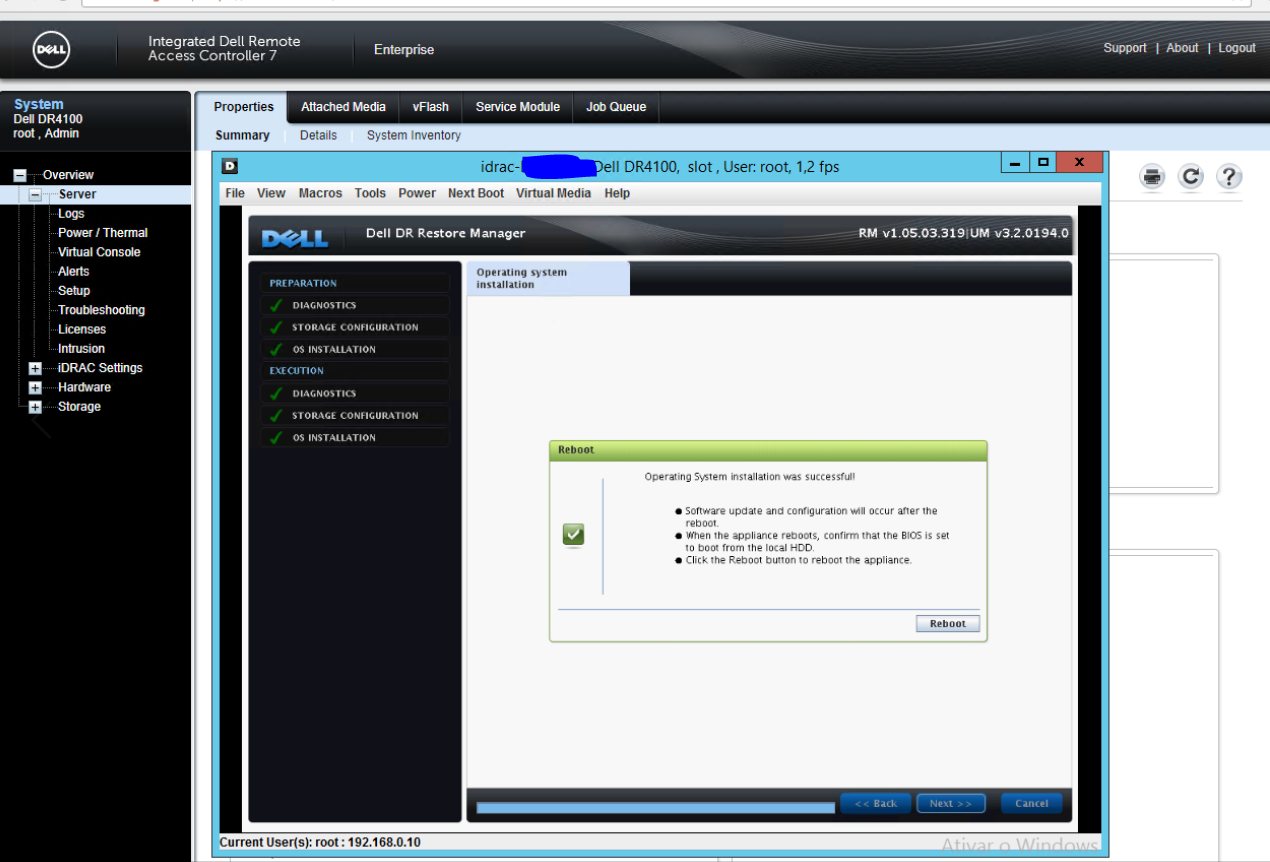 DELL
Integrated Dell Remote
Access Controller 7
Enterprise
Support | About | Logout
System
Dell DR4100
root , Admin
Properties
Attached Media
vFlash
Service Module
Job Queue
Summary
Details
System Inventory
Overview
Server
Logs
Power / Thermal
Virtual Console
Alerts
Setup
Troubleshooting
Licenses
Intrusion
iDRAC Settings
Hardware
Storage
D
idrac-
Dell DR4100, slot , User: root, 1,2 fps
File View Macros Tools Power Next Boot Virtual Media Help
DELL
Dell DR Restore Manager
RM v1.05.03.319|UM v3.2.0194.0
PREPARATION
DIAGNOSTICS
STORAGE CONFIGURATION
OS INSTALLATION
EXECUTION
DIAGNOSTICS
STORAGE CONFIGURATION
OS INSTALLATION
Operating system
installation
Reboot
Operating System installation was successful!
● Software update and configuration will occur after the
reboot.
● When the appliance reboots, confirm that the BIOS is set
to boot from the local HDD.
● Click the Reboot button to reboot the appliance.
Reboot
<< Back
Next >>
Cancel
Current User(s): root : 192.168.0.10
Ativar o Windows